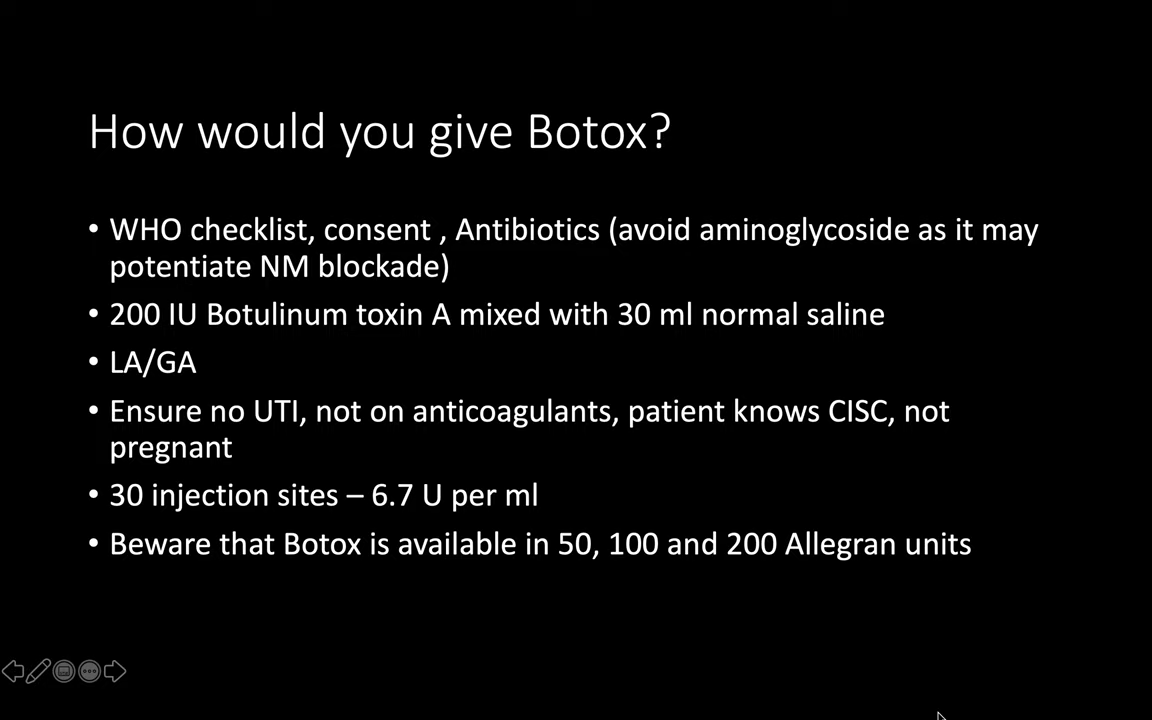 How would you give Botox?
• WHO checklist, consent , Antibiotics (avoid aminoglycoside as it may
potentiate NM blockade)
• 200 IU Botulinum toxin A mixed with 30 ml normal saline
• LA/GA
• Ensure no UTI, not on anticoagulants, patient knows CISC, not
pregnant
• 30 injection sites – 6.7 U per ml
• Beware that Botox is available in 50, 100 and 200 Allegran units